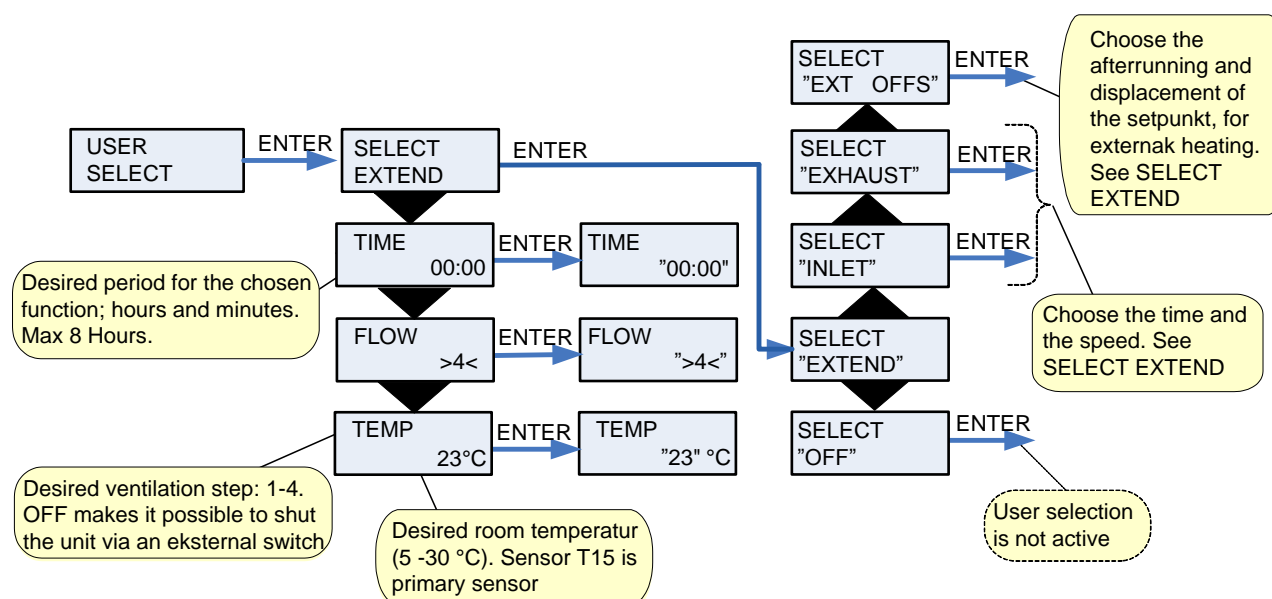 USER
SELECT
ENTER
SELECT
EXTEND
ENTER
TIME
00:00
ENTER
TIME
"00:00"
Desired period for the chosen
function; hours and minutes.
Max 8 Hours.
FLOW
>4<
ENTER
FLOW
">4<"
TEMP
23°C
ENTER
TEMP
"23" °C
Desired ventilation step: 1-4.
OFF makes it possible to shut
the unit via an eksternal switch
Desired room temperatur
(5 -30 °C). Sensor T15 is
primary sensor
SELECT
"EXT OFFS"
ENTER
Choose the
afterrunning and
displacement of
the setpunkt, for
externak heating.
See SELECT
EXTEND
SELECT
"EXHAUST"
ENTER
SELECT
"INLET"
ENTER
Choose the time and
the speed. See
SELECT EXTEND
SELECT
"EXTEND"
SELECT
"OFF"
ENTER
User selection
is not active